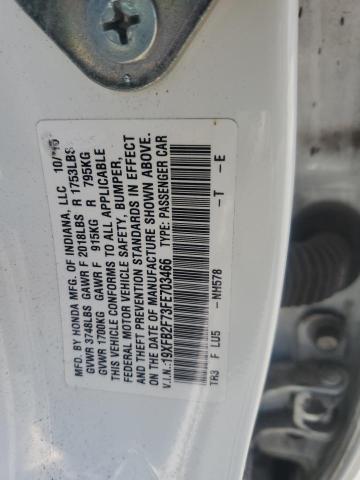 MFD. BY HONDA MFG. OF INDIANA, LLC
GVWR 3748LBS GAWR F 2018LBS R 1753LBS
GVWR 1700KG GAWR F 915KG R 795KG
THIS VEHICLE CONFORMS TO ALL APPLICABLE
FEDERAL MOTOR VEHICLE SAFETY, BUMPER,
AND THEFT PREVENTION STANDARDS IN EFFECT
ON THE DATE OF MANUFACTURE SHOWN ABOVE.
V.I.N.: 19XFB2F73FE703466 TYPE: PASSENGER CAR
TR3 F LU5 -NH578 -T -E